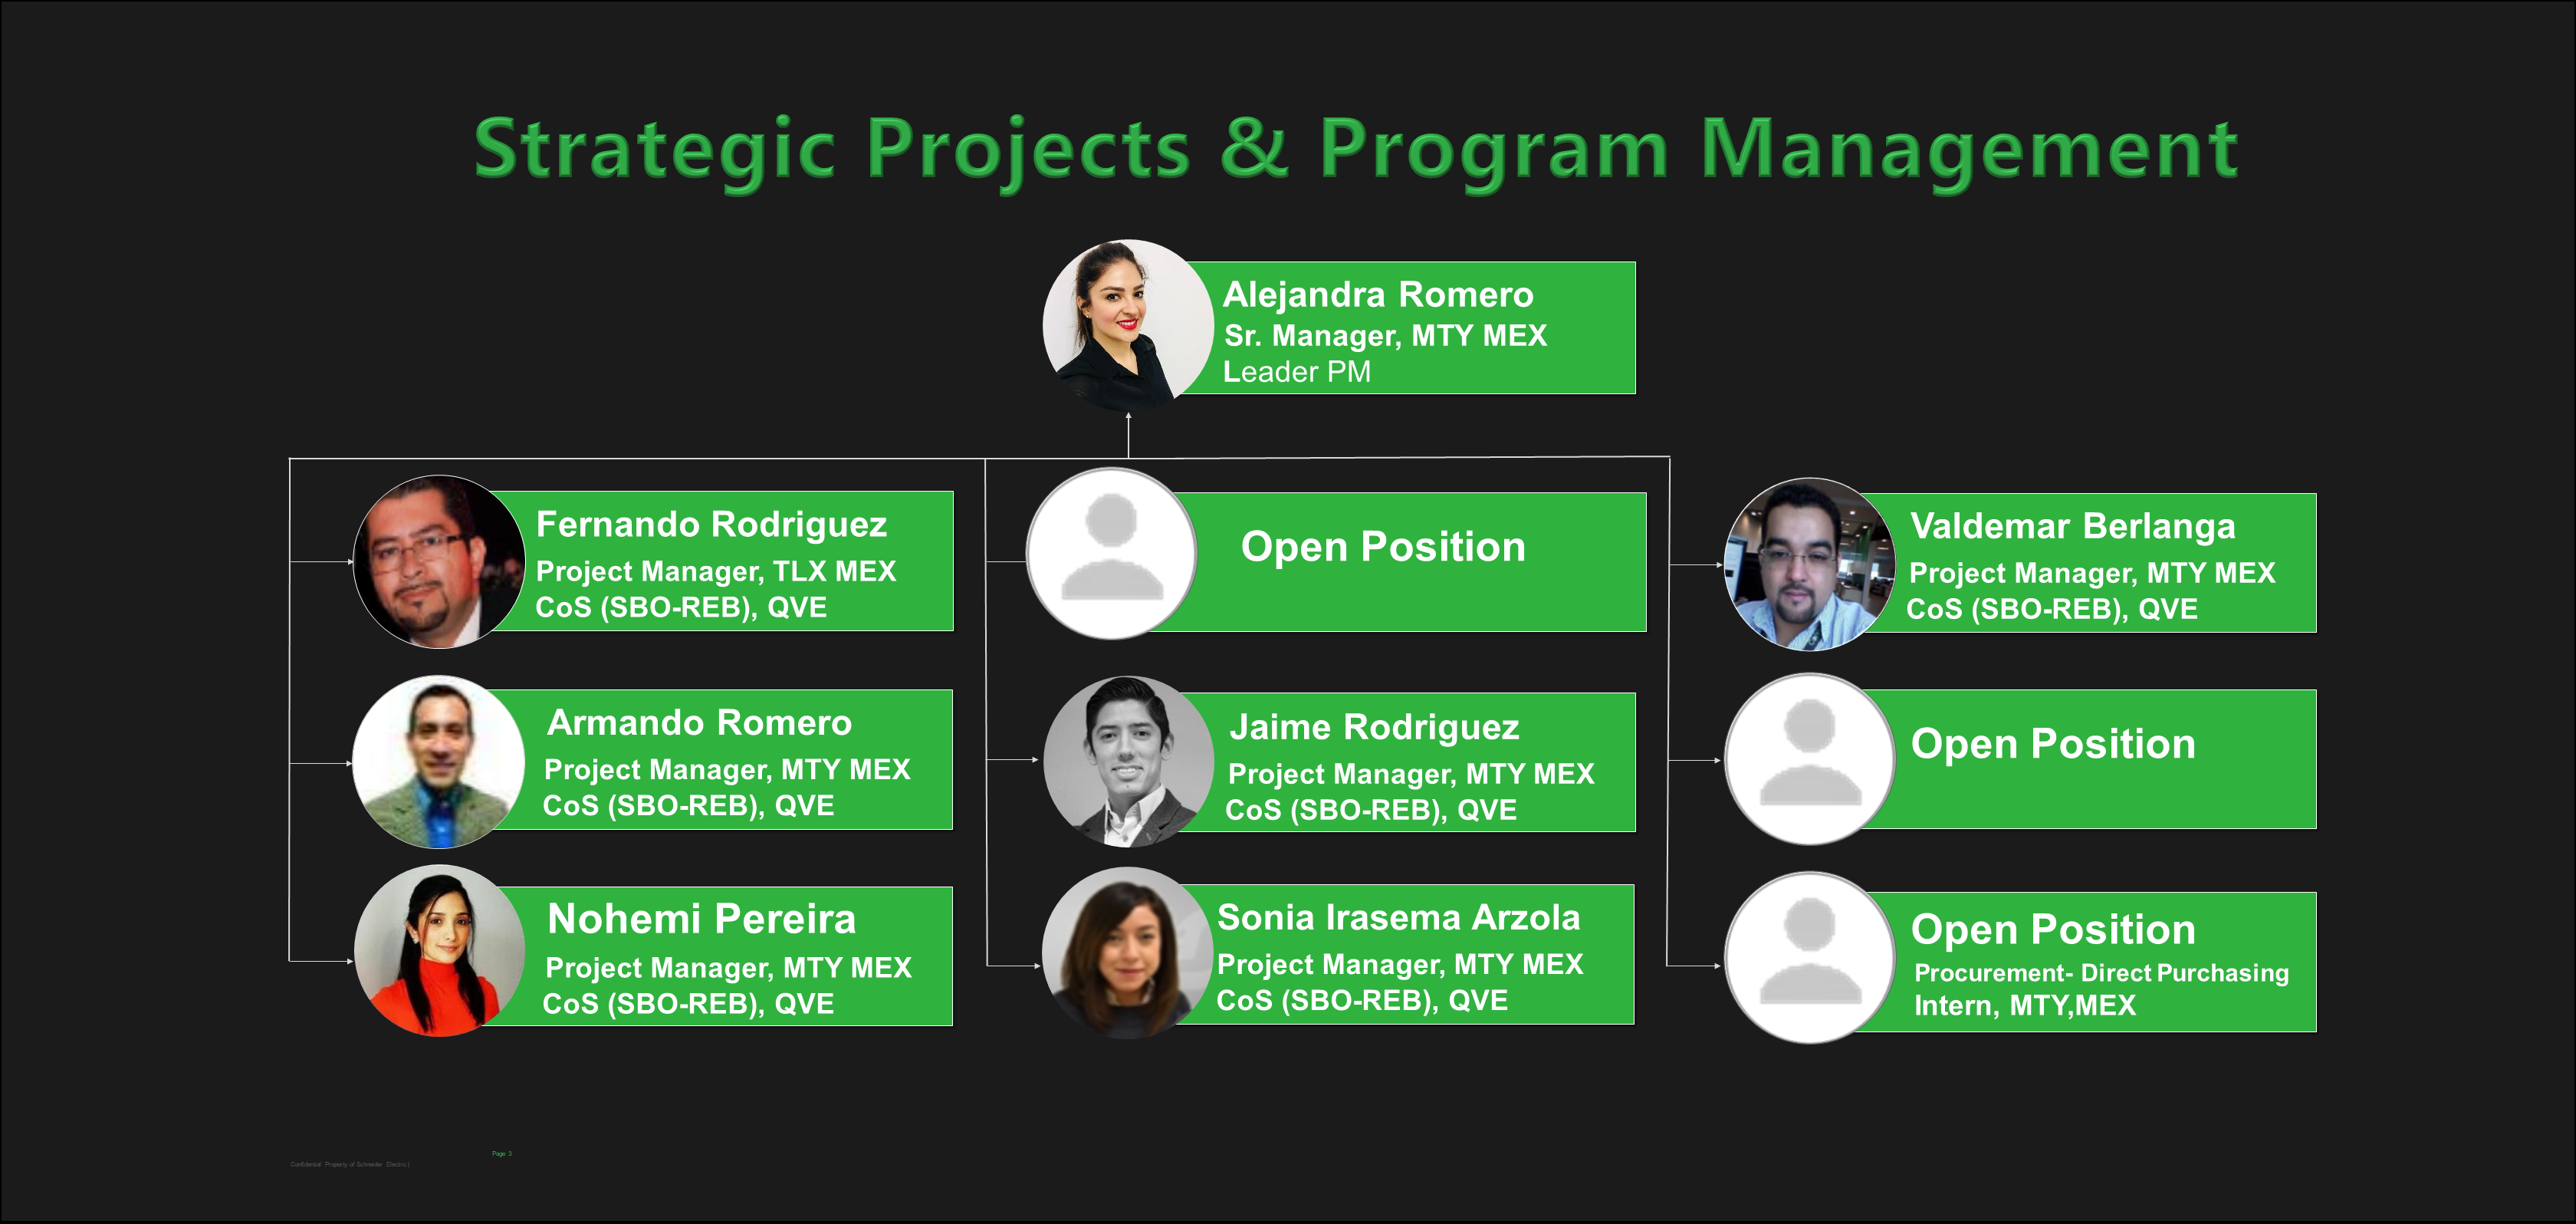 Strategic Projects & Program Management
Alejandra Romero
Sr. Manager, MTY MEX
Leader PM
Fernando Rodriguez
Project Manager, TLX MEX
CoS (SBO-REB), QVE
Open Position
Valdemar Berlanga
Project Manager, MTY MEX
CoS (SBO-REB), QVE
Armando Romero
Project Manager, MTY MEX
CoS (SBO-REB), QVE
Jaime Rodriguez
Project Manager, MTY MEX
CoS (SBO-REB), QVE
Open Position
Nohemi Pereira
Project Manager, MTY MEX
CoS (SBO-REB), QVE
Sonia Irasema Arzola
Project Manager, MTY MEX
CoS (SBO-REB), QVE
Open Position
Procurement- Direct Purchasing
Intern, MTY,MEX
Page 3
Confidential Property of Schneider Electric |